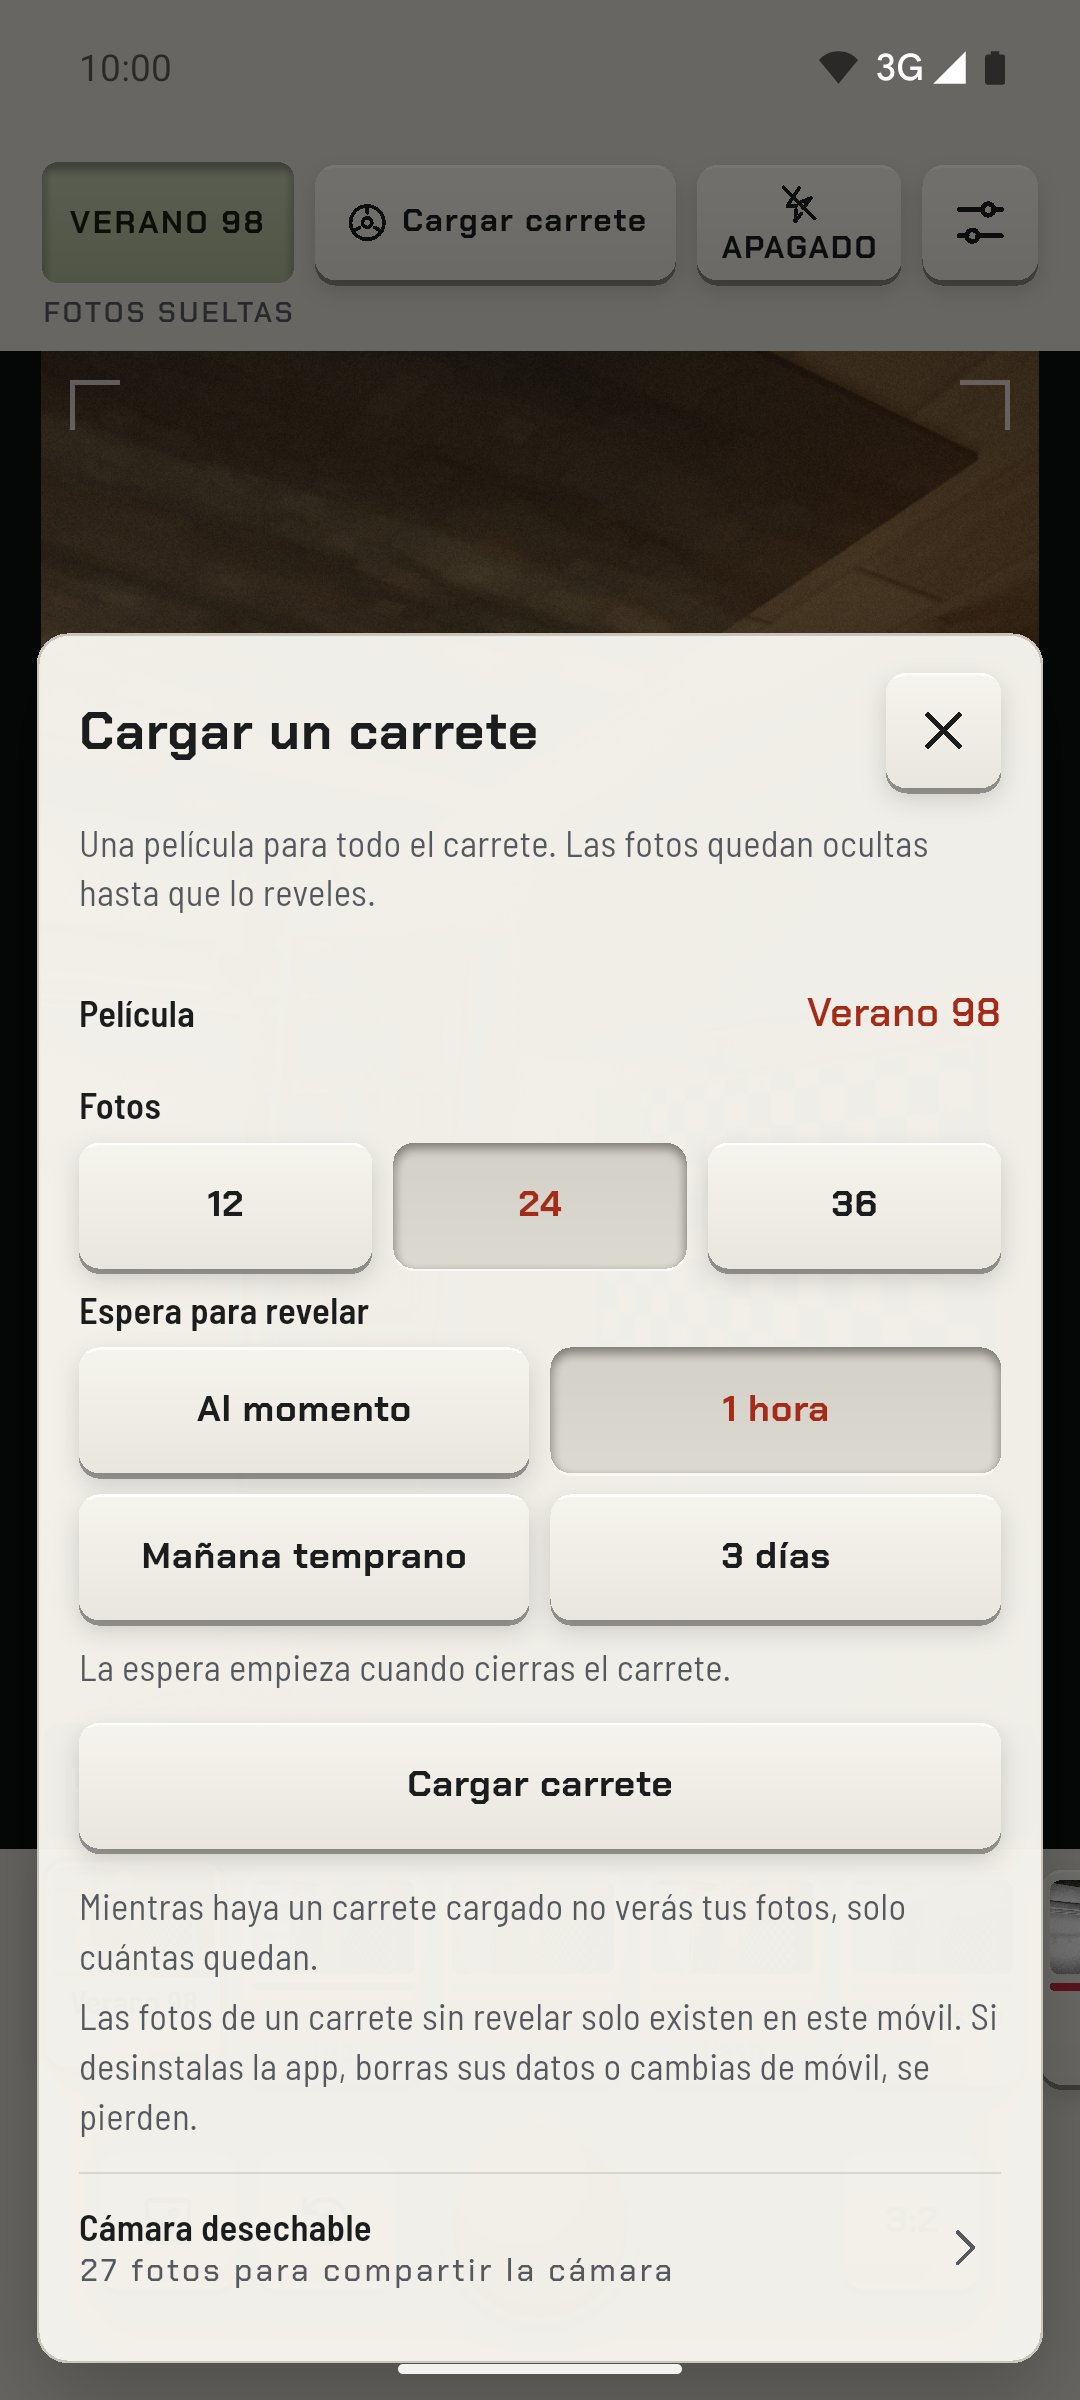 10:00
3G
VERANO 98
Cargar carrete
APAGADO
FOTOS SUELTAS
Cargar un carrete
Una película para todo el carrete. Las fotos quedan ocultas
hasta que lo reveles.
Película
Verano 98
Fotos
12
24
36
Espera para revelar
Al momento
1 hora
Mañana temprano
3 días
La espera empieza cuando cierras el carrete.
Cargar carrete
Mientras haya un carrete cargado no verás tus fotos, solo
cuántas quedan.
Las fotos de un carrete sin revelar solo existen en este móvil. Si
desinstalas la app, borras sus datos o cambias de móvil, se
pierden.
Cámara desechable
27 fotos para compartir la cámara